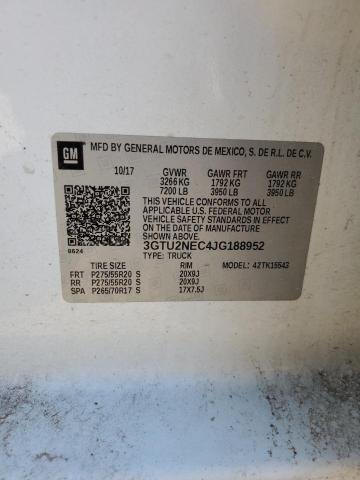 GM
MFD BY GENERAL MOTORS DE MEXICO, S. DE R.L. DE C.V.
10/17 GVWR GAWR FRT GAWR RR
3266 KG 1792 KG 1792 KG
7200 LB 3950 LB 3950 LB
THIS VEHICLE CONFORMS TO ALL
APPLICABLE U.S. FEDERAL MOTOR
VEHICLE SAFETY STANDARDS IN
EFFECT ON THE DATE OF
MANUFACTURE SHOWN ABOVE.
3GTU2NEC4JG188952
8624 TYPE: TRUCK
TIRE SIZE RIM MODEL: 42TK15543
FRT P275/55R20 S 20X9J
RR P275/55R20 S 20X9J
SPA P265/70R17 S 17X7.5J